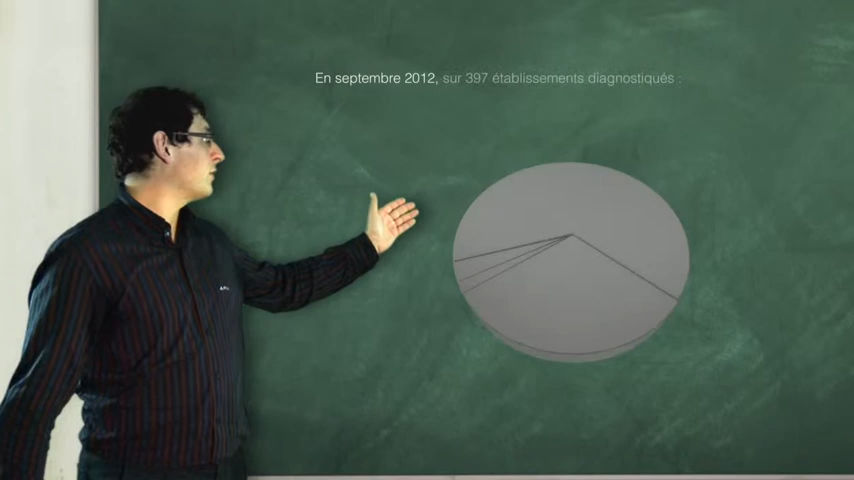 En septembre 2012, sur 397 établissements diagnostiqués :